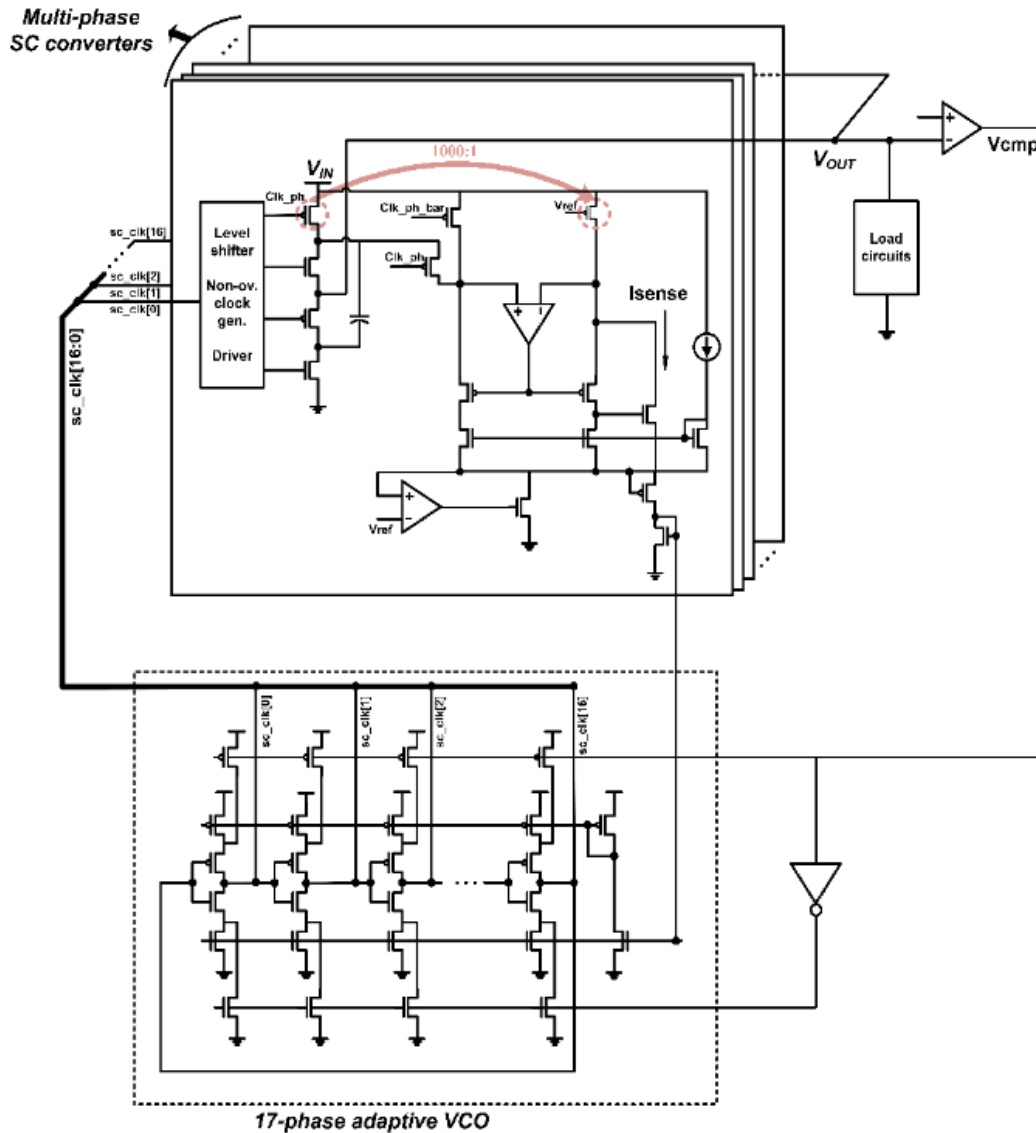 Multi-phase
SC converters
1000:1
V_IN
Clk_ph
Clk_ph_bar
Vref
Clk_ph
V_OUT
+
-
Vcmp
Level
shifter
Non-ov.
clock
gen.
Driver
Load
circuits
sc_clk[16]
sc_clk[2]
sc_clk[1]
sc_clk[0]
sc_clk[16:0]
+
-
Isense
+
-
Vref
sc_clk[0]
sc_clk[1]
sc_clk[2]
sc_clk[16]
17-phase adaptive VCO